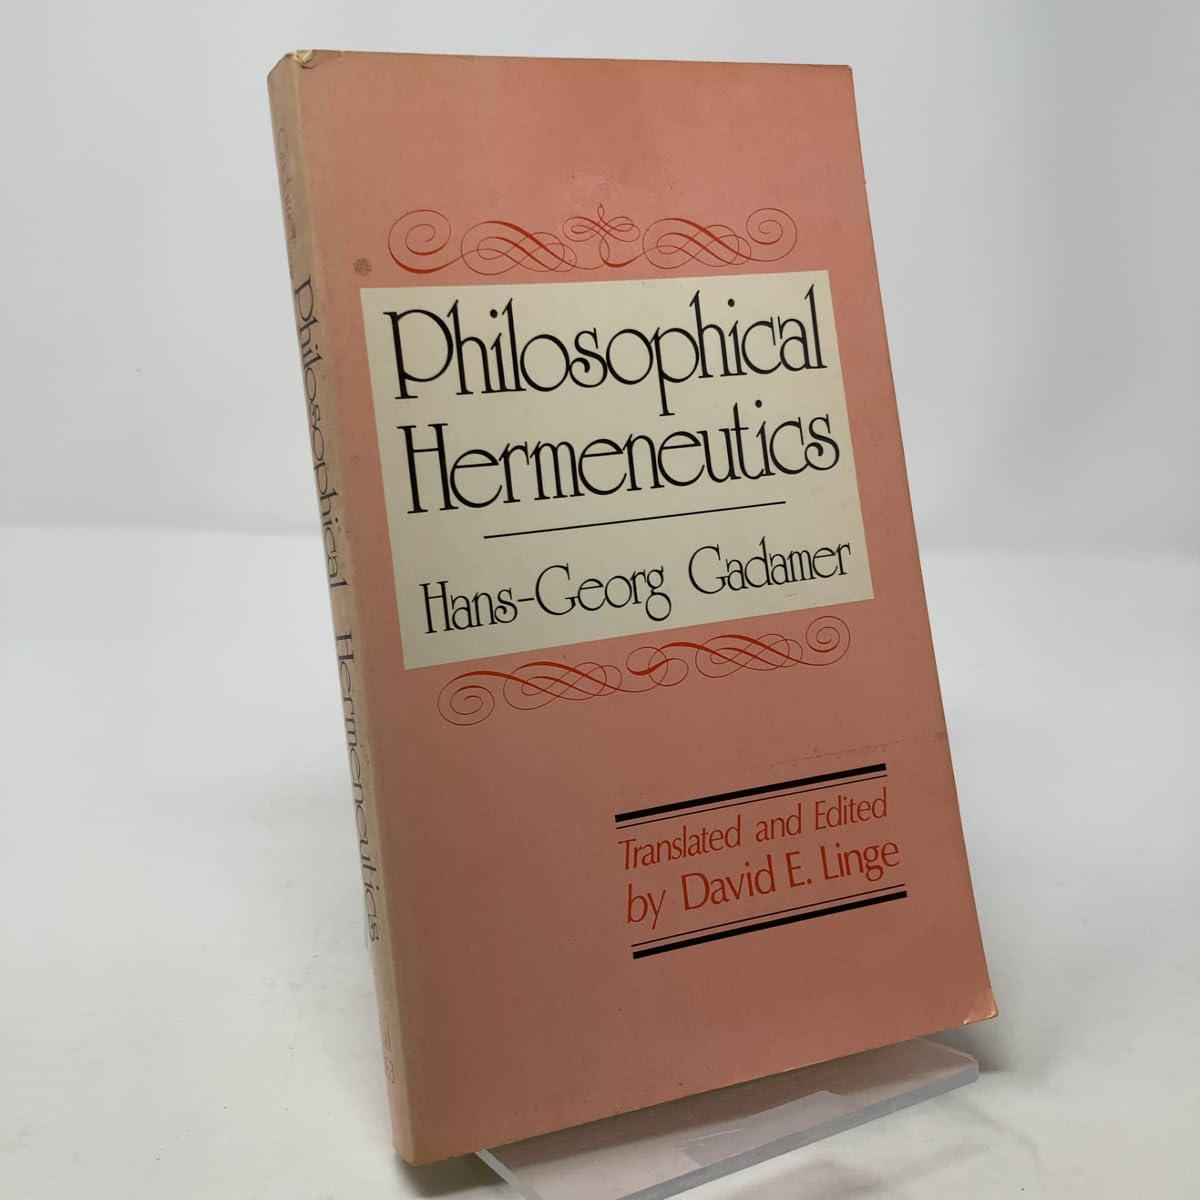 Philosophical
Hermeneutics
Hans-Georg Gadamer
Translated and Edited
by David E. Linge
Philosophical Hermeneutics